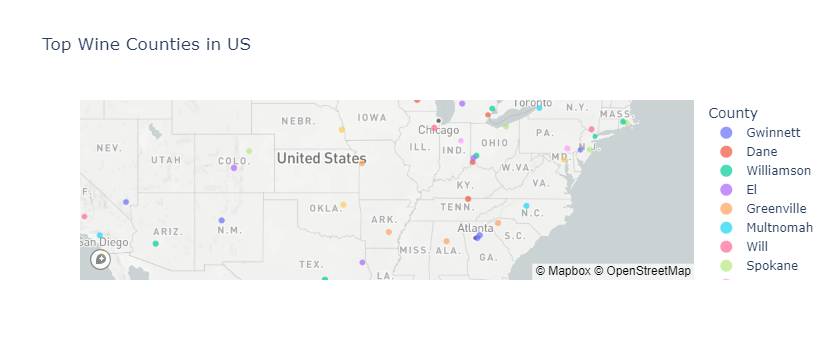 Top Wine Counties in US
County
Gwinnett
Dane
Williamson
El
Greenville
Multnomah
Will
Spokane
Toronto
N.Y.
MASS.
IOWA
NEBR.
Chicago
PA.
OHIO
NEV.
UTAH
COLO.
United States
ILL.
IND.
MD.
N.J.
W.VA.
KY.
VA.
OKLA.
TENN.
N.C.
ARK.
San Diego
ARIZ.
N.M.
Atlanta
S.C.
MISS.
ALA.
GA.
TEX.
LA.
© Mapbox © OpenStreetMap